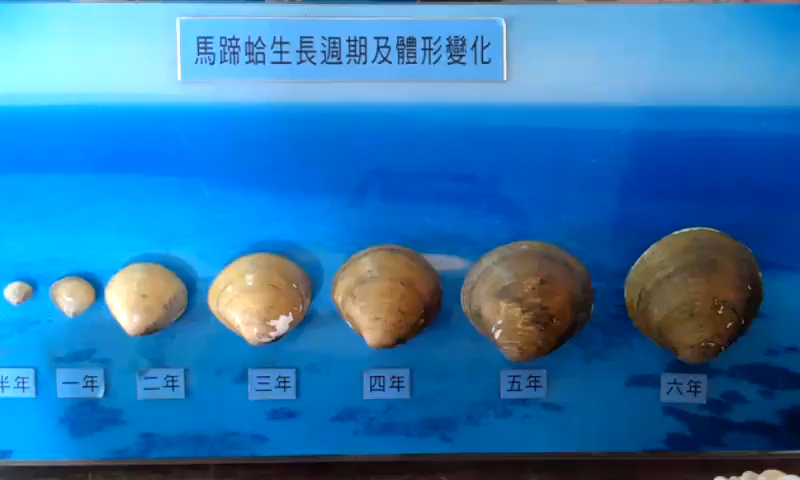 馬蹄蛤生長週期及體形變化
半年
一年
二年
三年
四年
五年
六年